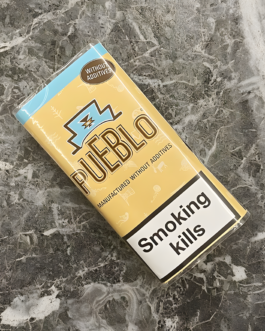 WITHOUT
ADDITIVES
PUEBLO
MANUFACTURED WITHOUT ADDITIVES
Smoking
kills